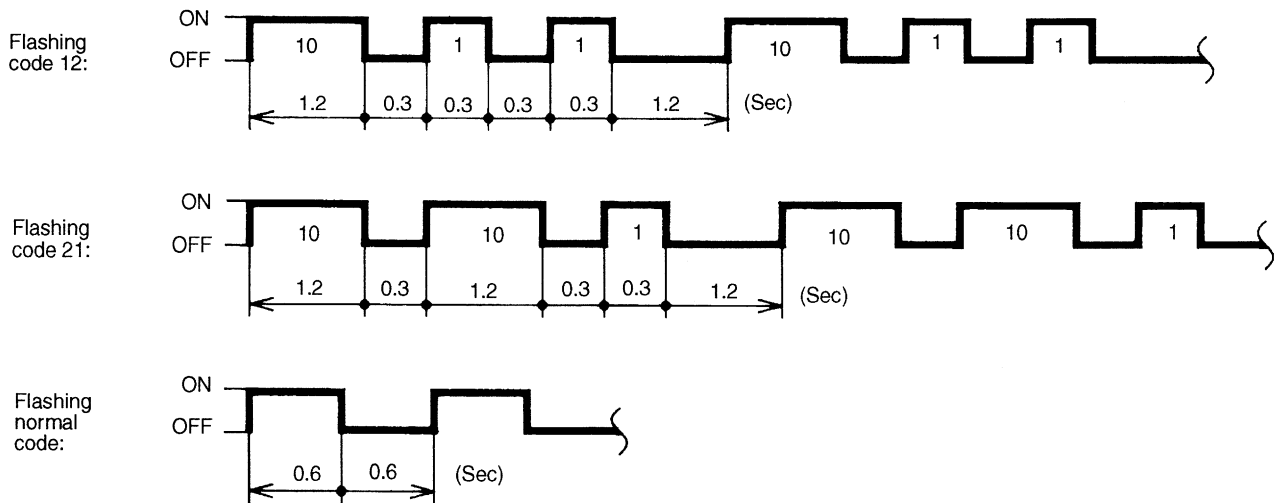 ON
Flashing
code 12:
OFF
10 1 1 10 1 1
1.2 0.3 0.3 0.3 0.3 1.2 (Sec)
ON
Flashing
code 21:
OFF
10 10 1 10 10 1
1.2 0.3 1.2 0.3 0.3 1.2 (Sec)
ON
Flashing
normal
code:
OFF
0.6 0.6 (Sec)